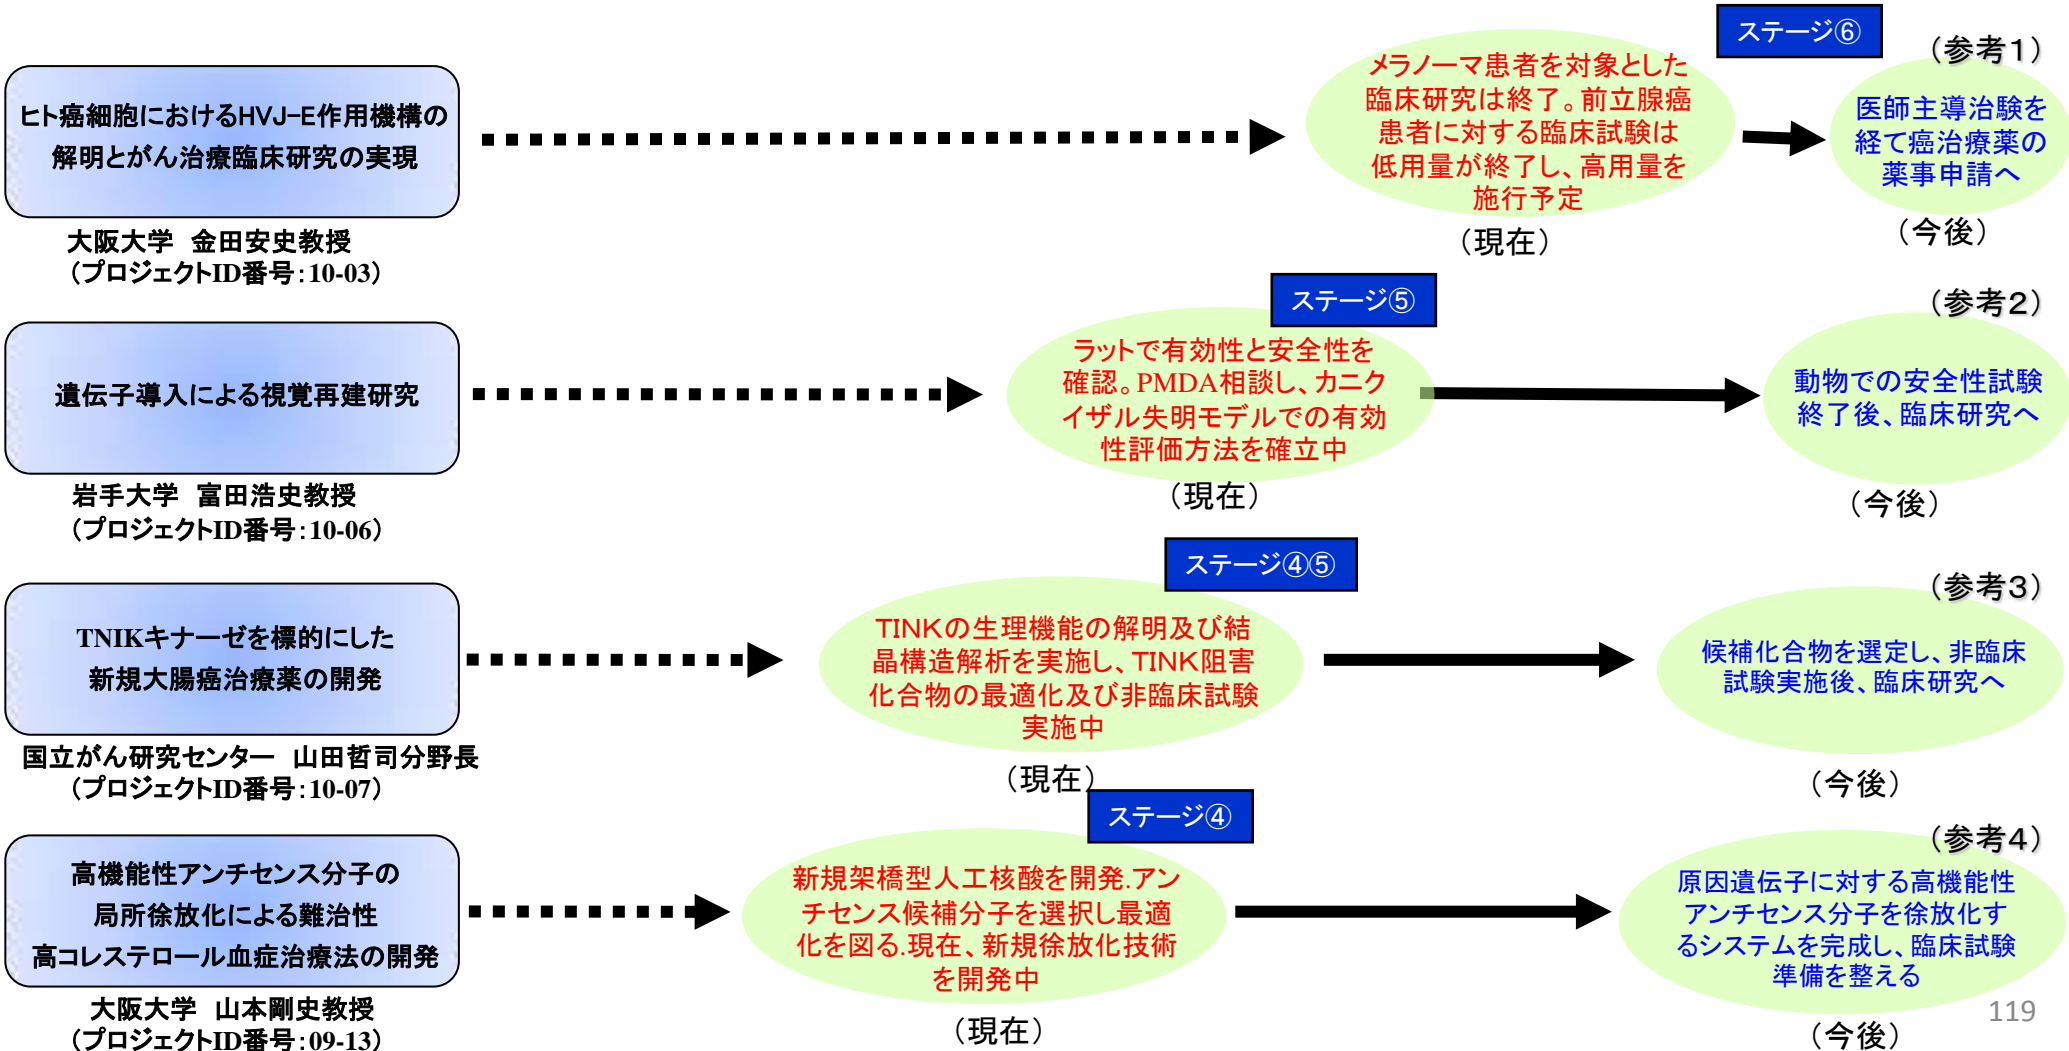 ステージ⑥
（参考１）
ヒト癌細胞におけるHVJ-E作用機構の
解明とがん治療臨床研究の実現
メラノーマ患者を対象とした
臨床研究は終了。前立腺癌
患者に対する臨床試験は
低用量が終了し、高用量を
施行予定
医師主導治験を
経て癌治療薬の
薬事申請へ
大阪大学　金田安史教授
（プロジェクトID番号：10-03）
（現在）
（今後）
ステージ⑤
（参考２）
遺伝子導入による視覚再建研究
ラットで有効性と安全性を
確認。PMDA相談し、カニク
イザル失明モデルでの有効
性評価方法を確立中
動物での安全性試験
終了後、臨床研究へ
岩手大学　冨田浩史教授
（プロジェクトID番号：10-06）
（現在）
（今後）
ステージ④⑤
（参考３）
TNIKキナーゼを標的にした
新規大腸癌治療薬の開発
ＴＩＮＫの生理機能の解明及び結
晶構造解析を実施し、ＴＩＮＫ阻害
化合物の最適化及び非臨床試験
実施中
候補化合物を選定し、非臨床
試験実施後、臨床研究へ
国立がん研究センター　山田哲司分野長
（プロジェクトID番号：10-07）
（現在）
（今後）
ステージ④
（参考４）
高機能性アンチセンス分子の
局所徐放化による難治性
高コレステロール血症治療法の開発
新規架橋型人工核酸を開発.アン
チセンス候補分子を選択し最適
化を図る.現在、新規徐放化技術
を開発中
原因遺伝子に対する高機能性
アンチセンス分子を徐放化す
るシステムを完成し、臨床試験
準備を整える
大阪大学　山本剛史教授
（プロジェクトID番号：09-13）
（現在）
（今後）
119